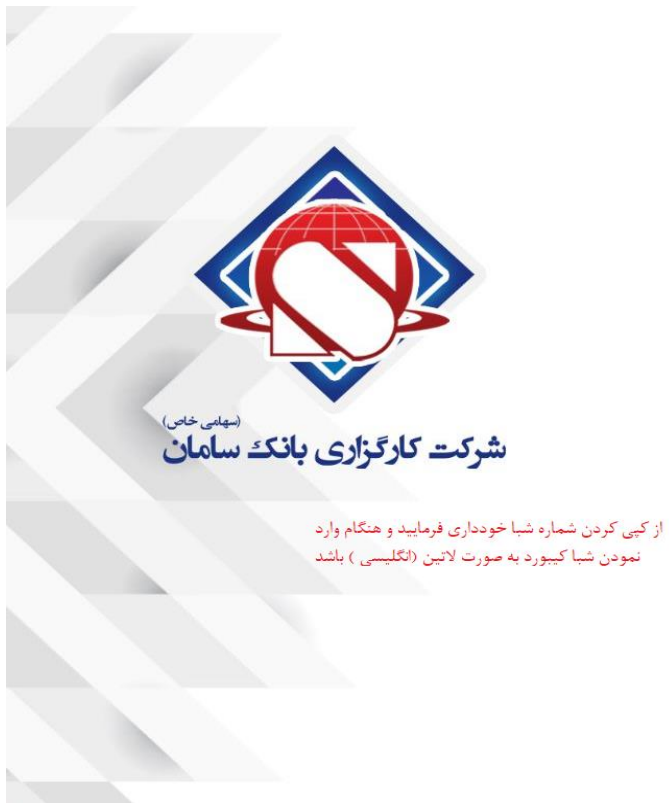 (سهامی خاص)
شرکت کارگزاری بانک سامان
از کپی کردن شماره شبا خودداری فرمایید و هنگام وارد
نمودن شبا کیبورد به صورت لاتین (انگلیسی ) باشد